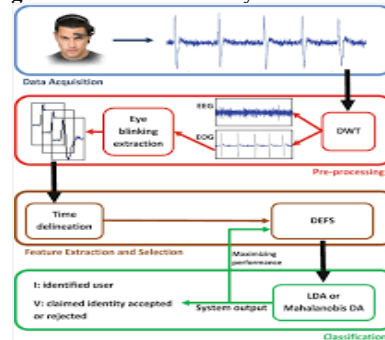 Data Acquisition
EEG
EOG
Eye
blinking
extraction
DWT
Pre-processing
Time
delineation
DEFS
Feature Extraction and Selection
Maximizing
performance
I: identified user
V: claimed identity accepted
or rejected
System output
LDA or
Mahalanobis DA
Classification